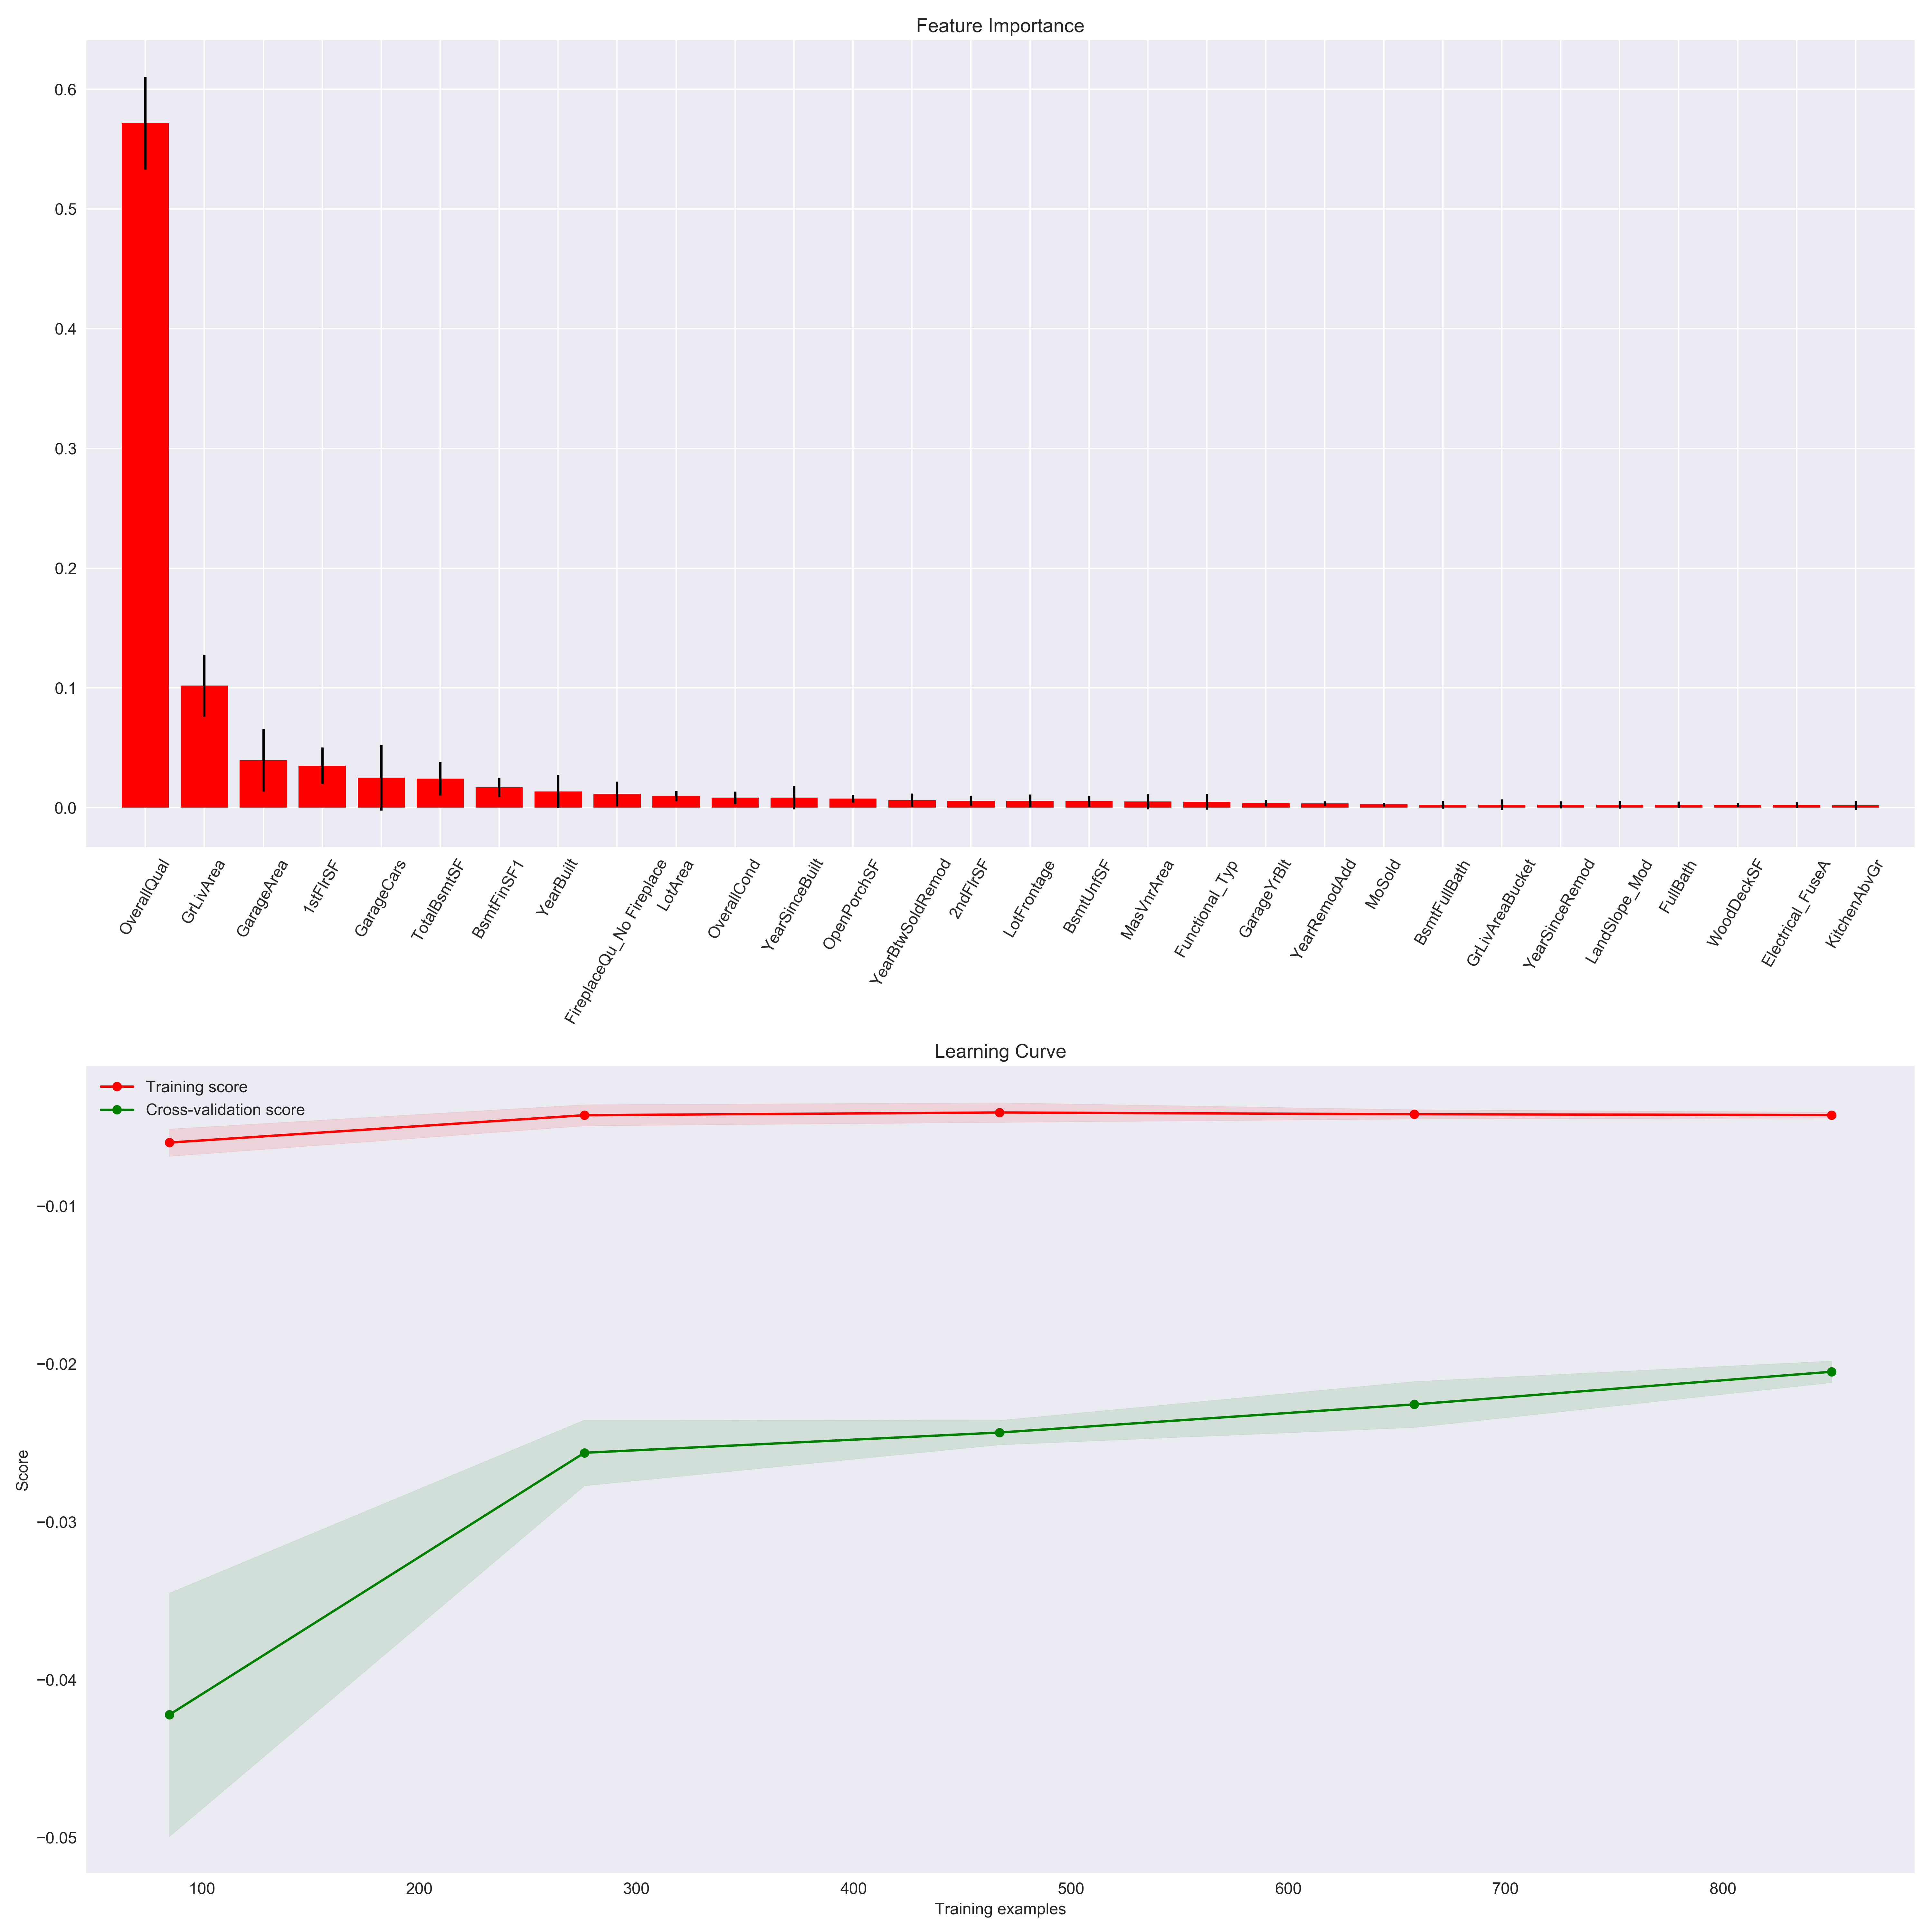 Feature Importance
0.6
0.5
0.4
0.3
0.2
0.1
0.0
OverallQual
GrLivArea
GarageArea
1stFlrSF
GarageCars
TotalBsmtSF
BsmtFinSF1
YearBuilt
FireplaceQu_No Fireplace
LotArea
OverallCond
YearSinceBuilt
OpenPorchSF
YearBtwSoldRemod
2ndFlrSF
LotFrontage
BsmtUnfSF
MasVnrArea
Functional_Typ
GarageYrBlt
YearRemodAdd
MoSold
BsmtFullBath
GrLivAreaBucket
YearSinceRemod
LandSlope_Mod
FullBath
WoodDeckSF
Electrical_FuseA
KitchenAbvGr
Learning Curve
Training score
Cross-validation score
−0.01
−0.02
−0.03
−0.04
−0.05
Score
100 200 300 400 500 600 700 800
Training examples